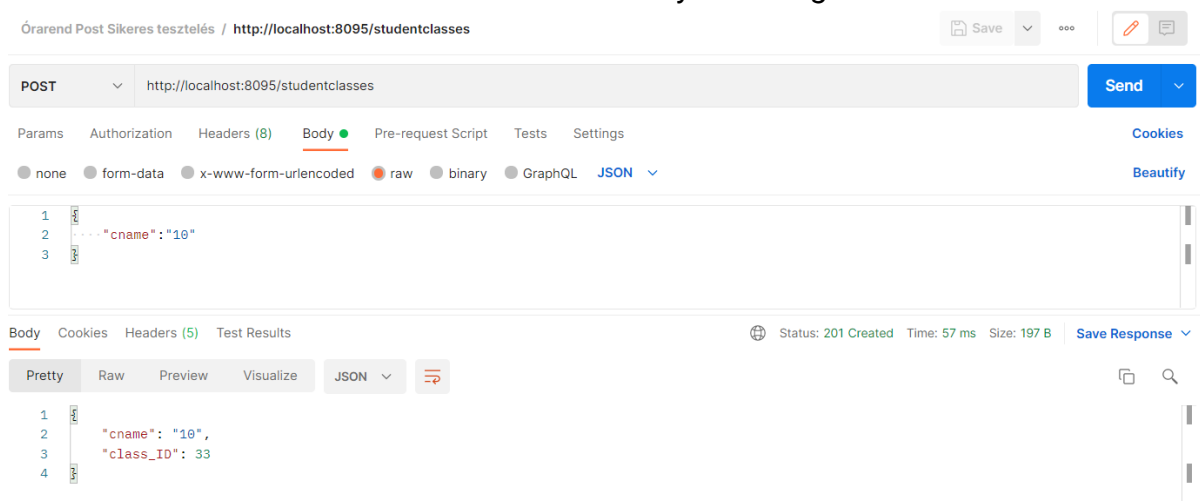 Órarend Post Sikeres tesztelés / http://localhost:8095/studentclasses Save
POST http://localhost:8095/studentclasses Send
Params Authorization Headers (8) Body Pre-request Script Tests Settings Cookies
none form-data x-www-form-urlencoded raw binary GraphQL JSON Beautify
1 {
2 "cname":"10"
3 }
Body Cookies Headers (5) Test Results Status: 201 Created Time: 57 ms Size: 197 B Save Response
Pretty Raw Preview Visualize JSON
1 {
2 "cname": "10",
3 "class_ID": 33
4 }